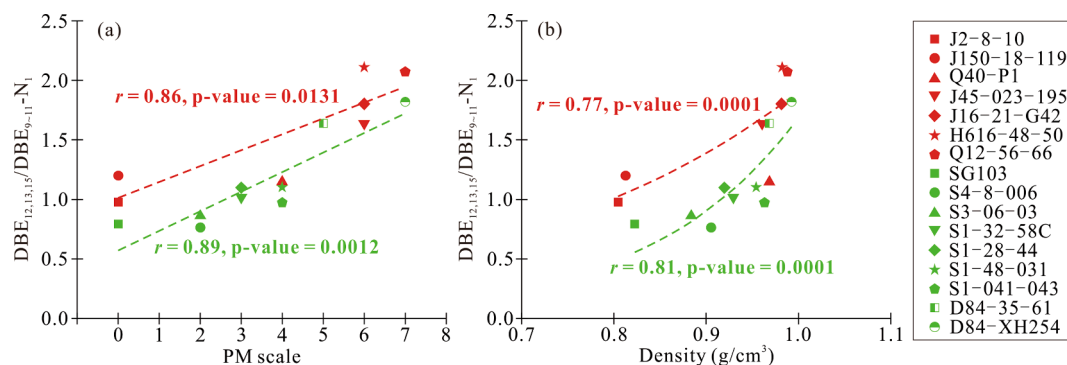 (a)
DBE12,13,15/DBE9−11-N1
2.5
2.0
1.5
1.0
0.5
0.0
r = 0.86, p-value = 0.0131
r = 0.89, p-value = 0.0012
0 1 2 3 4 5 6 7 8
PM scale
(b)
DBE12,13,15/DBE9−11-N1
2.5
2.0
1.5
1.0
0.5
0.0
r = 0.77, p-value = 0.0001
r = 0.81, p-value = 0.0001
0.7 0.8 0.9 1.0 1.1
Density (g/cm3)
J2−8−10
J150−18−119
Q40−P1
J45−023−195
J16−21−G42
H616−48−50
Q12−56−66
SG103
S4−8−006
S3−06−03
S1−32−58C
S1−28−44
S1−48−031
S1−041−043
D84−35−61
D84−XH254